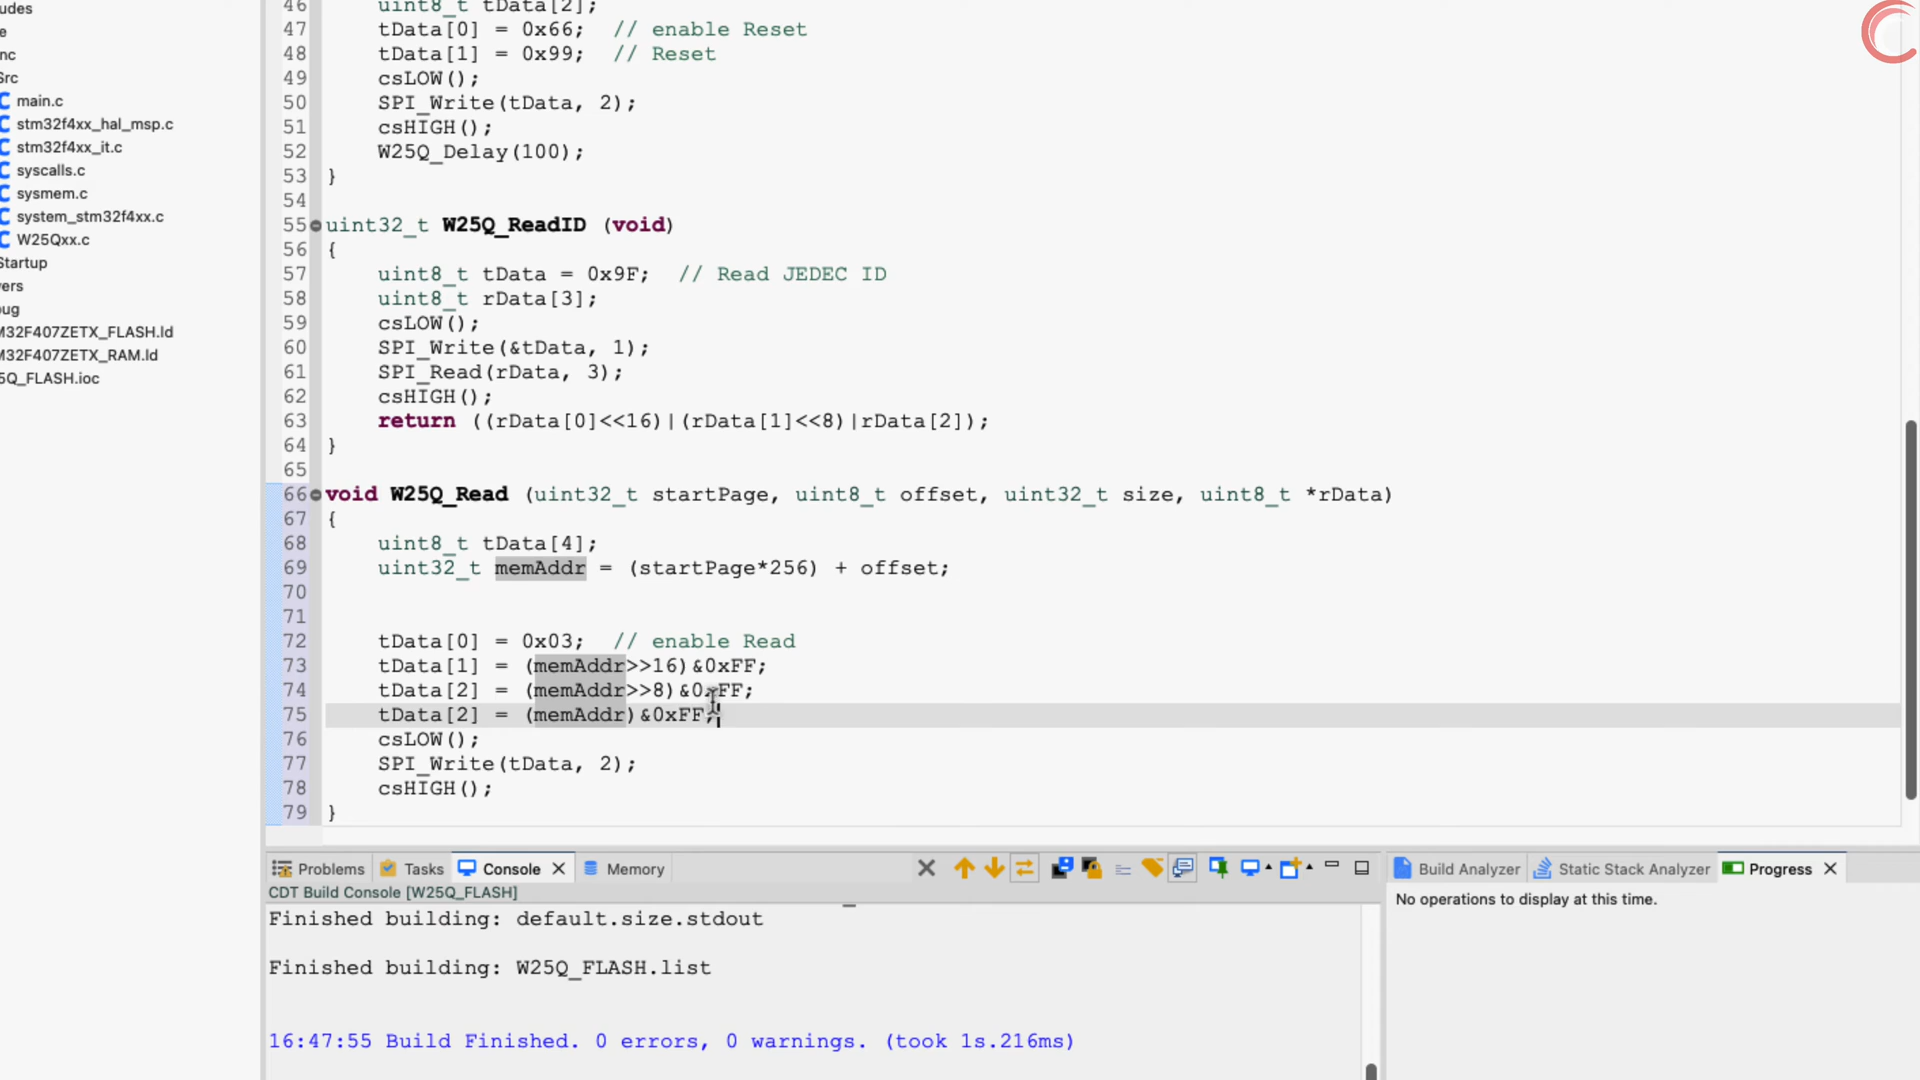 udes
e
nc
Src
main.c
stm32f4xx_hal_msp.c
stm32f4xx_it.c
syscalls.c
sysmem.c
system_stm32f4xx.c
W25Qxx.c
Startup
ers
ug
M32F407ZETX_FLASH.ld
M32F407ZETX_RAM.ld
5Q_FLASH.ioc
46 uint8_t tData[2];
47 tData[0] = 0x66; // enable Reset
48 tData[1] = 0x99; // Reset
49 csLOW();
50 SPI_Write(tData, 2);
51 csHIGH();
52 W25Q_Delay(100);
53 }
54
55 uint32_t W25Q_ReadID (void)
56 {
57 uint8_t tData = 0x9F; // Read JEDEC ID
58 uint8_t rData[3];
59 csLOW();
60 SPI_Write(&tData, 1);
61 SPI_Read(rData, 3);
62 csHIGH();
63 return ((rData[0]<<16)|(rData[1]<<8)|rData[2]);
64 }
65
66 void W25Q_Read (uint32_t startPage, uint8_t offset, uint32_t size, uint8_t *rData)
67 {
68 uint8_t tData[4];
69 uint32_t memAddr = (startPage*256) + offset;
70
71
72 tData[0] = 0x03; // enable Read
73 tData[1] = (memAddr>>16)&0xFF;
74 tData[2] = (memAddr>>8)&0xFF;
75 tData[2] = (memAddr)&0xFF;
76 csLOW();
77 SPI_Write(tData, 2);
78 csHIGH();
79 }
Problems Tasks Console Memory
CDT Build Console [W25Q_FLASH]
Finished building: default.size.stdout
Finished building: W25Q_FLASH.list
16:47:55 Build Finished. 0 errors, 0 warnings. (took 1s.216ms)
Build Analyzer Static Stack Analyzer Progress
No operations to display at this time.